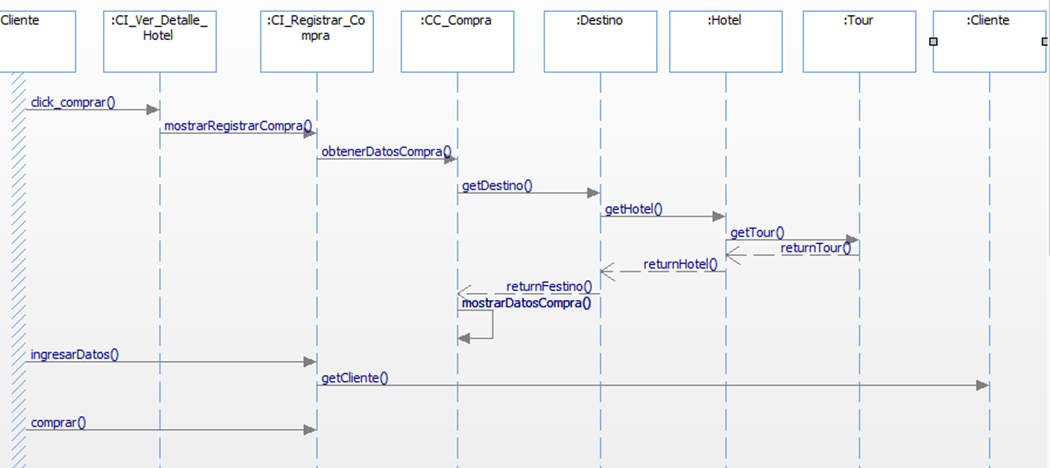 Cliente
:CI_Ver_Detalle_
Hotel
:CI_Registrar_Co
mpra
:CC_Compra
:Destino
:Hotel
:Tour
:Cliente
click_comprar()
mostrarRegistrarCompra()
obtenerDatosCompra()
getDestino()
getHotel()
getTour()
returnTour()
returnHotel()
returnFestino()
mostrarDatosCompra()
ingresarDatos()
getCliente()
comprar()